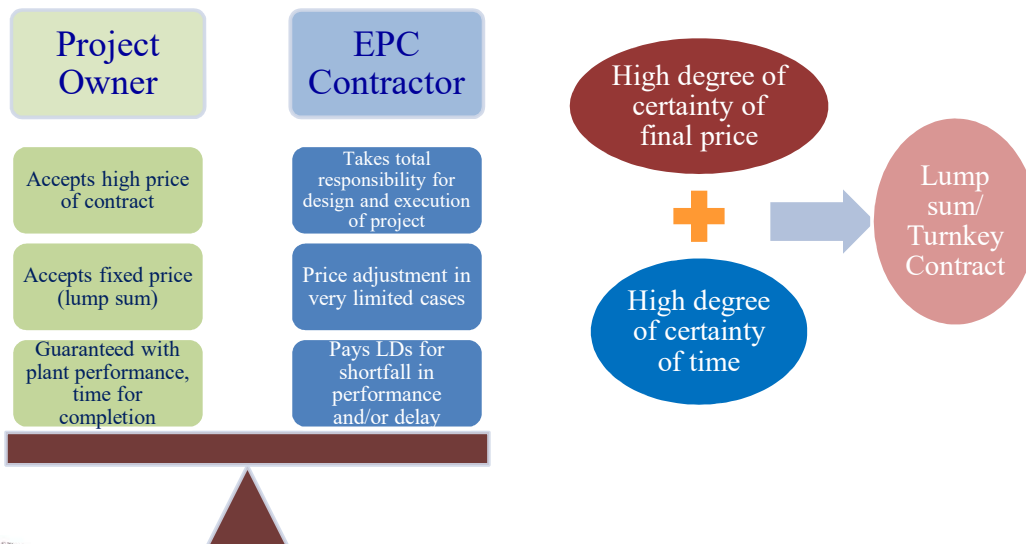 Project
Owner
EPC
Contractor
Accepts high price
of contract
Takes total
responsibility for
design and execution
of project
Accepts fixed price
(lump sum)
Price adjustment in
very limited cases
Guaranteed with
plant performance,
time for
completion
Pays LDs for
shortfall in
performance
and/or delay
High degree of
certainty of
final price
High degree
of certainty
of time
Lump
sum/
Turnkey
Contract